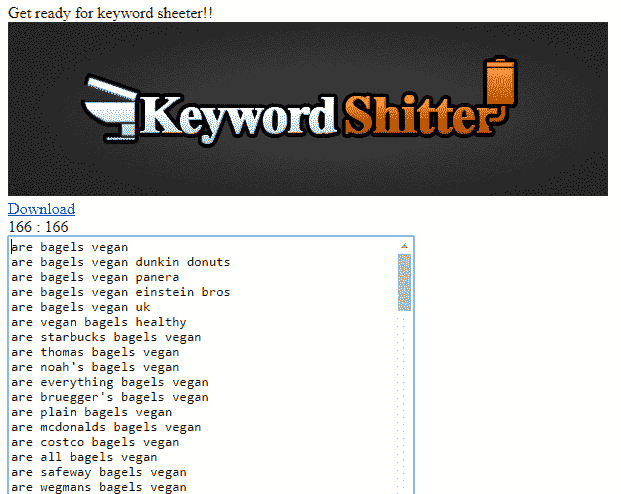 Get ready for keyword sheeter!!
Keyword Shitter
Download
166 : 166
are bagels vegan
are bagels vegan dunkin donuts
are bagels vegan panera
are bagels vegan einstein bros
are bagels vegan uk
are vegan bagels healthy
are starbucks bagels vegan
are thomas bagels vegan
are noah's bagels vegan
are everything bagels vegan
are bruegger's bagels vegan
are plain bagels vegan
are mcdonalds bagels vegan
are costco bagels vegan
are all bagels vegan
are safeway bagels vegan
are wegmans bagels vegan